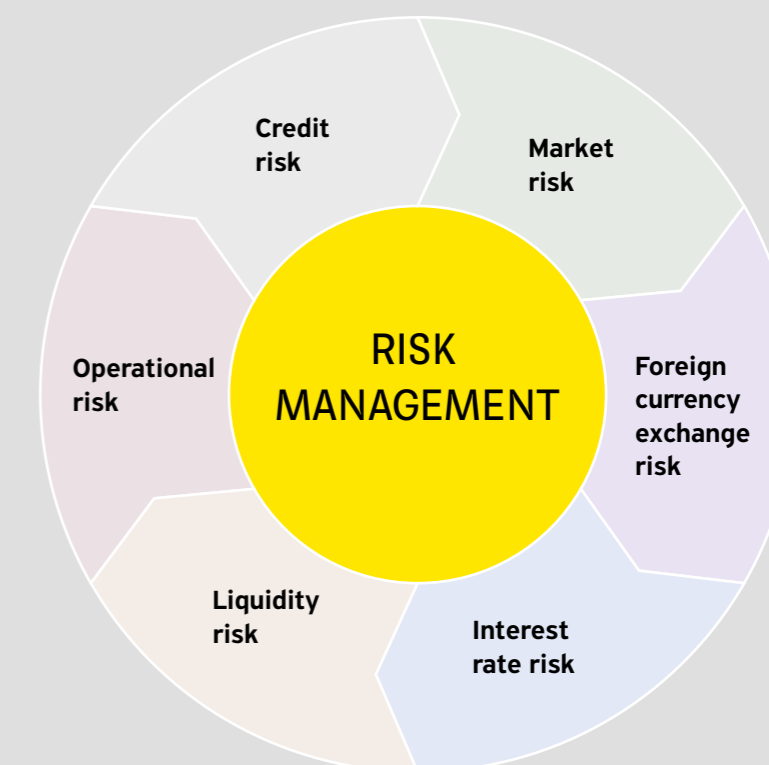 Credit
risk
Market
risk
Operational
risk
RISK
MANAGEMENT
Foreign
currency
exchange
risk
Liquidity
risk
Interest
rate risk